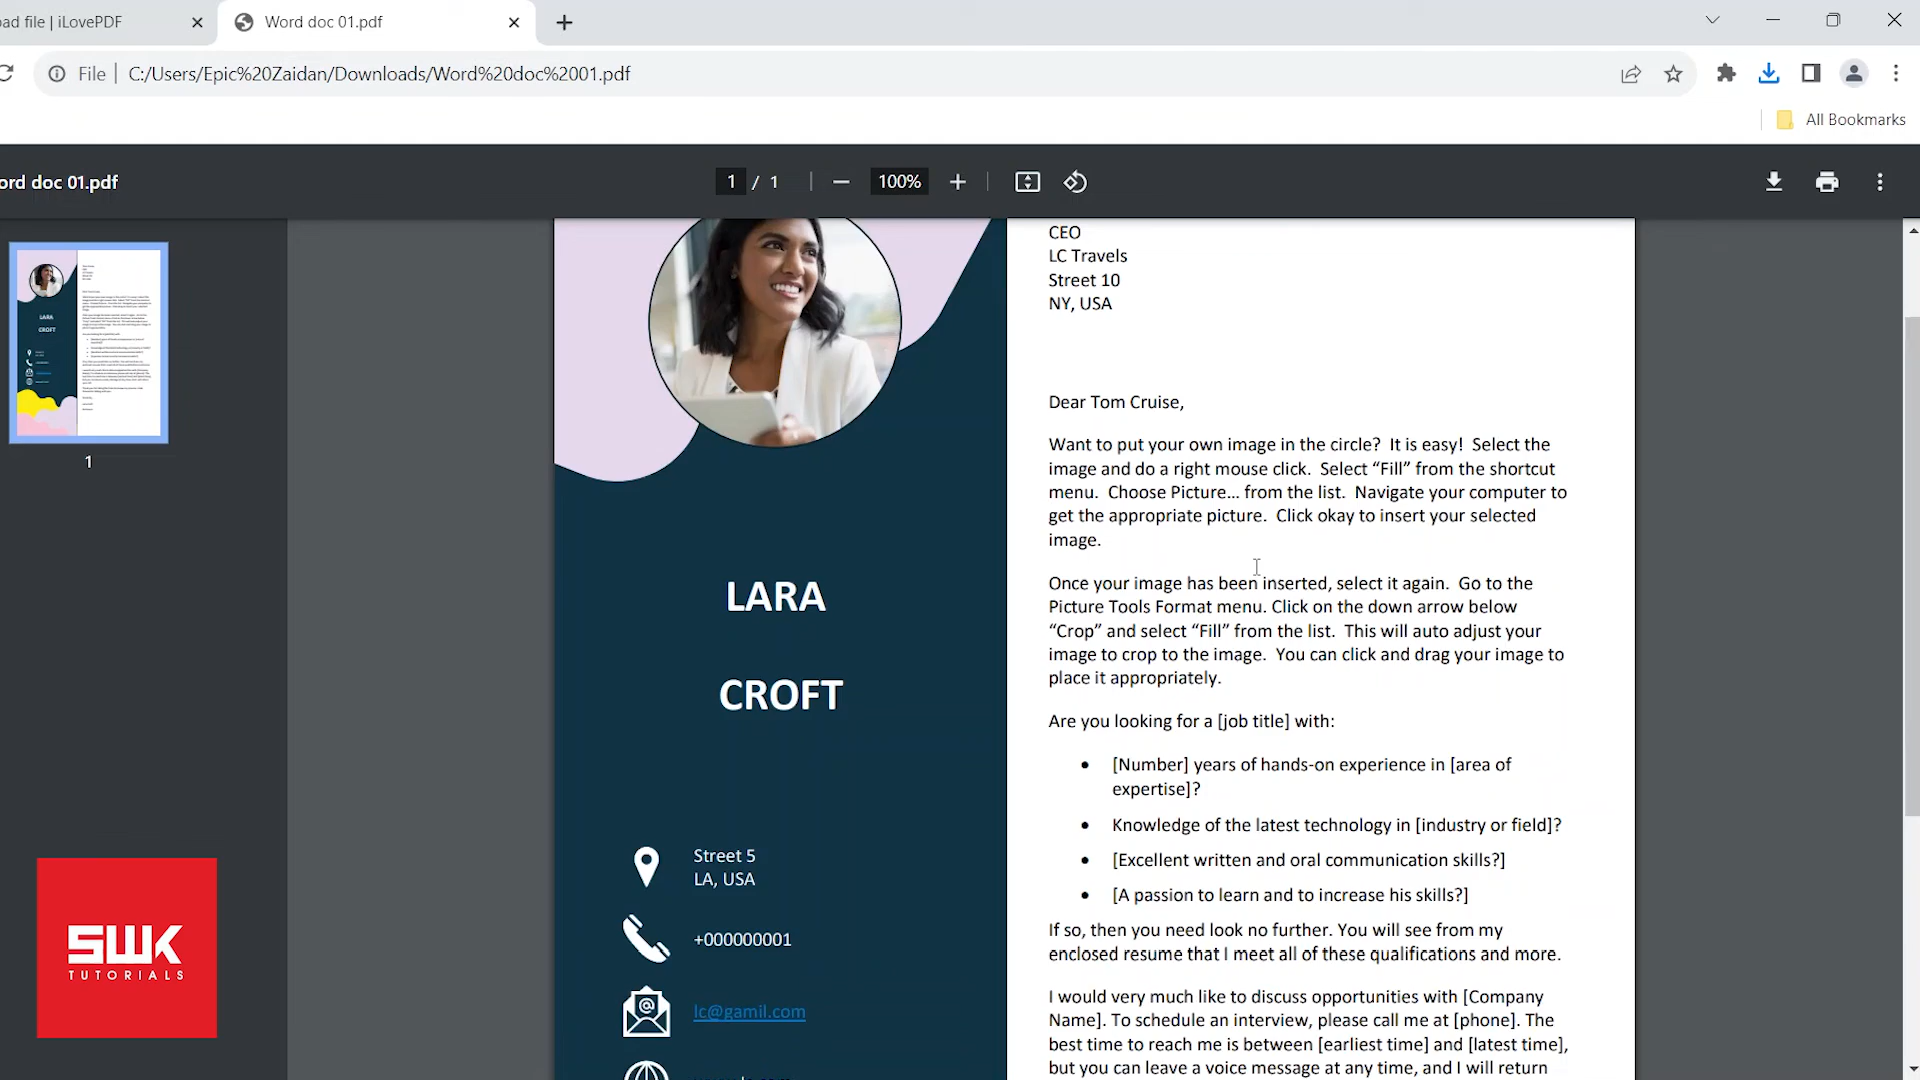 oad file | iLovePDF
Word doc 01.pdf
File
C:/Users/Epic%20Zaidan/Downloads/Word%20doc%2001.pdf
All Bookmarks
ord doc 01.pdf
1 / 1
100%
LARA
CROFT
1
CEO
LC Travels
Street 10
NY, USA
Dear Tom Cruise,
Want to put your own image in the circle? It is easy! Select the
image and do a right mouse click. Select “Fill” from the shortcut
menu. Choose Picture... from the list. Navigate your computer to
get the appropriate picture. Click okay to insert your selected
image.
Once your image has been inserted, select it again. Go to the
Picture Tools Format menu. Click on the down arrow below
“Crop” and select “Fill” from the list. This will auto adjust your
image to crop to the image. You can click and drag your image to
place it appropriately.
Are you looking for a [job title] with:
• [Number] years of hands-on experience in [area of
expertise]?
• Knowledge of the latest technology in [industry or field]?
• [Excellent written and oral communication skills?]
• [A passion to learn and to increase his skills?]
If so, then you need look no further. You will see from my
enclosed resume that I meet all of these qualifications and more.
I would very much like to discuss opportunities with [Company
Name]. To schedule an interview, please call me at [phone]. The
best time to reach me is between [earliest time] and [latest time],
but you can leave a voice message at any time, and I will return
LARA
CROFT
Street 5
LA, USA
+000000001
lc@gamil.com
SWK
TUTORIALS